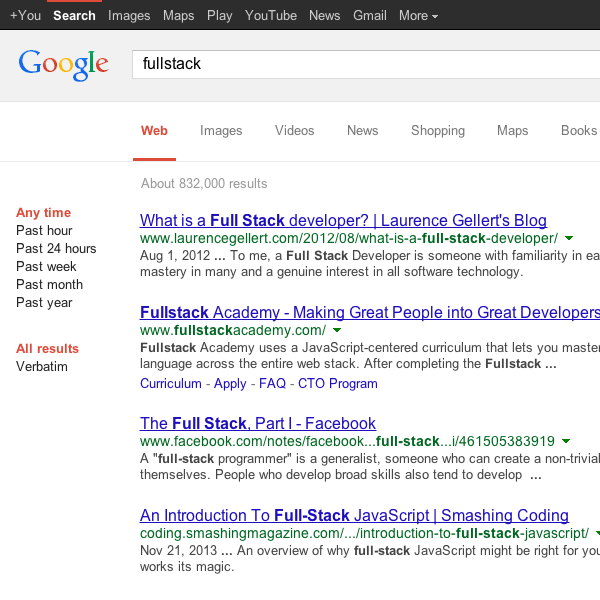 +You Search Images Maps Play YouTube News Gmail More
Google fullstack
Web Images Videos News Shopping Maps Books
About 832,000 results
Any time
Past hour
Past 24 hours
Past week
Past month
Past year
All results
Verbatim
What is a Full Stack developer? | Laurence Gellert's Blog
www.laurencegellert.com/2012/08/what-is-a-full-stack-developer/
Aug 1, 2012 ... To me, a Full Stack Developer is someone with familiarity in ea
mastery in many and a genuine interest in all software technology.
Fullstack Academy - Making Great People into Great Developers
www.fullstackacademy.com/
Fullstack Academy uses a JavaScript-centered curriculum that lets you maste
language across the entire web stack. After completing the Fullstack ...
Curriculum - Apply - FAQ - CTO Program
The Full Stack, Part I - Facebook
www.facebook.com/notes/facebook...full-stack...i/461505383919
A "full-stack programmer" is a generalist, someone who can create a non-trivial
themselves. People who develop broad skills also tend to develop ...
An Introduction To Full-Stack JavaScript | Smashing Coding
coding.smashingmagazine.com/.../introduction-to-full-stack-javascript/
Nov 21, 2013 ... An overview of why full-stack JavaScript might be right for you
works its magic.